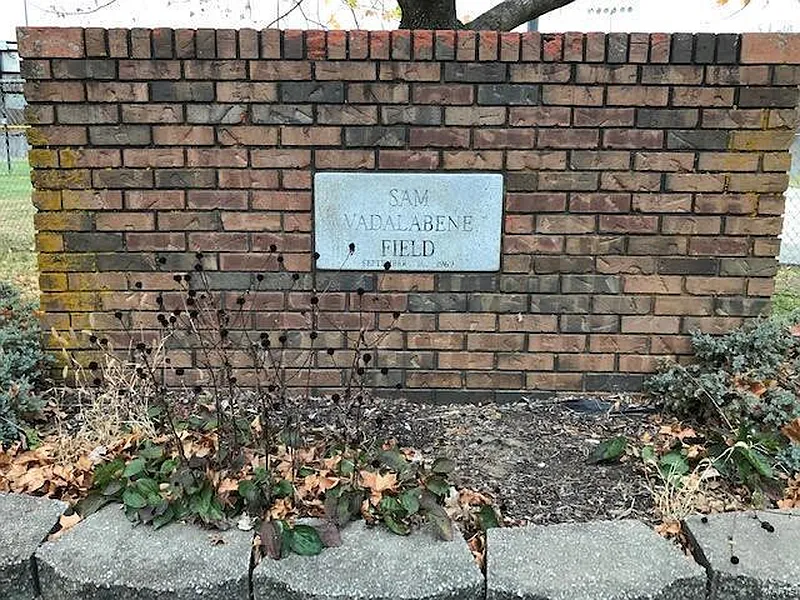 SAM
VADALABENE
FIELD
SEPTEMBER 1969